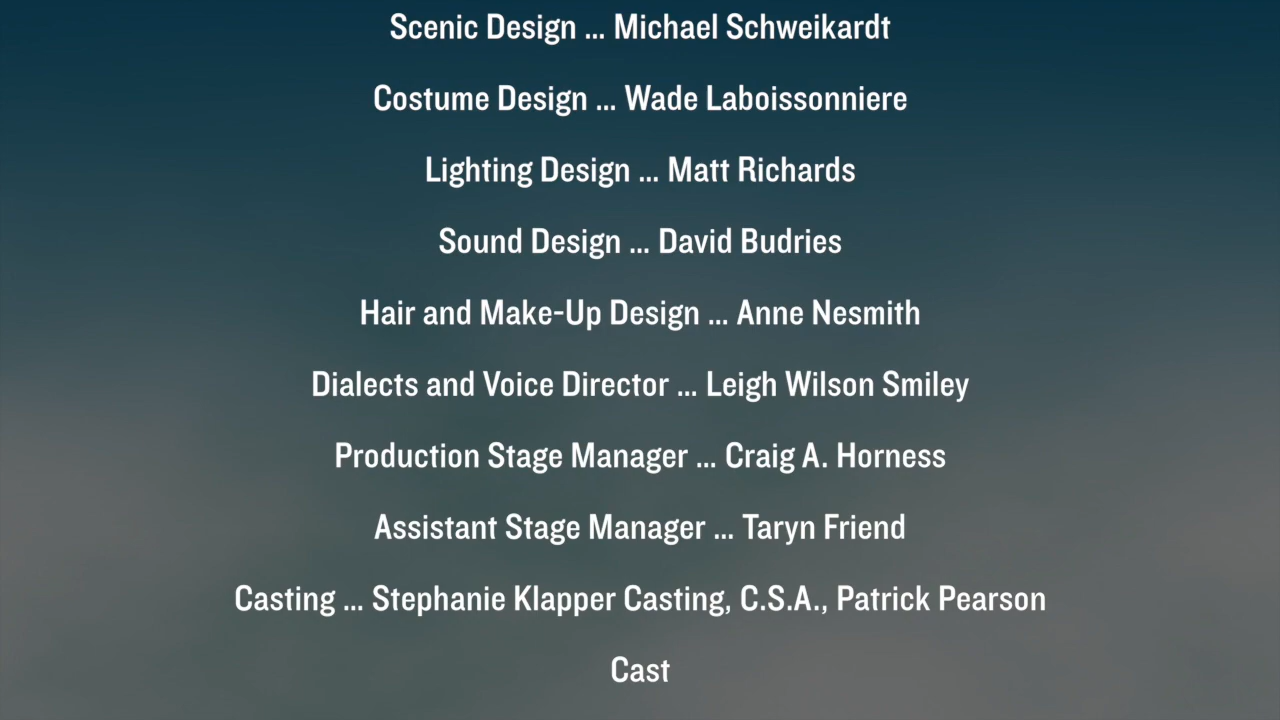 Scenic Design ... Michael Schweikardt
Costume Design ... Wade Laboissonniere
Lighting Design ... Matt Richards
Sound Design ... David Budries
Hair and Make-Up Design ... Anne Nesmith
Dialects and Voice Director ... Leigh Wilson Smiley
Production Stage Manager ... Craig A. Horness
Assistant Stage Manager ... Taryn Friend
Casting ... Stephanie Klapper Casting, C.S.A., Patrick Pearson
Cast